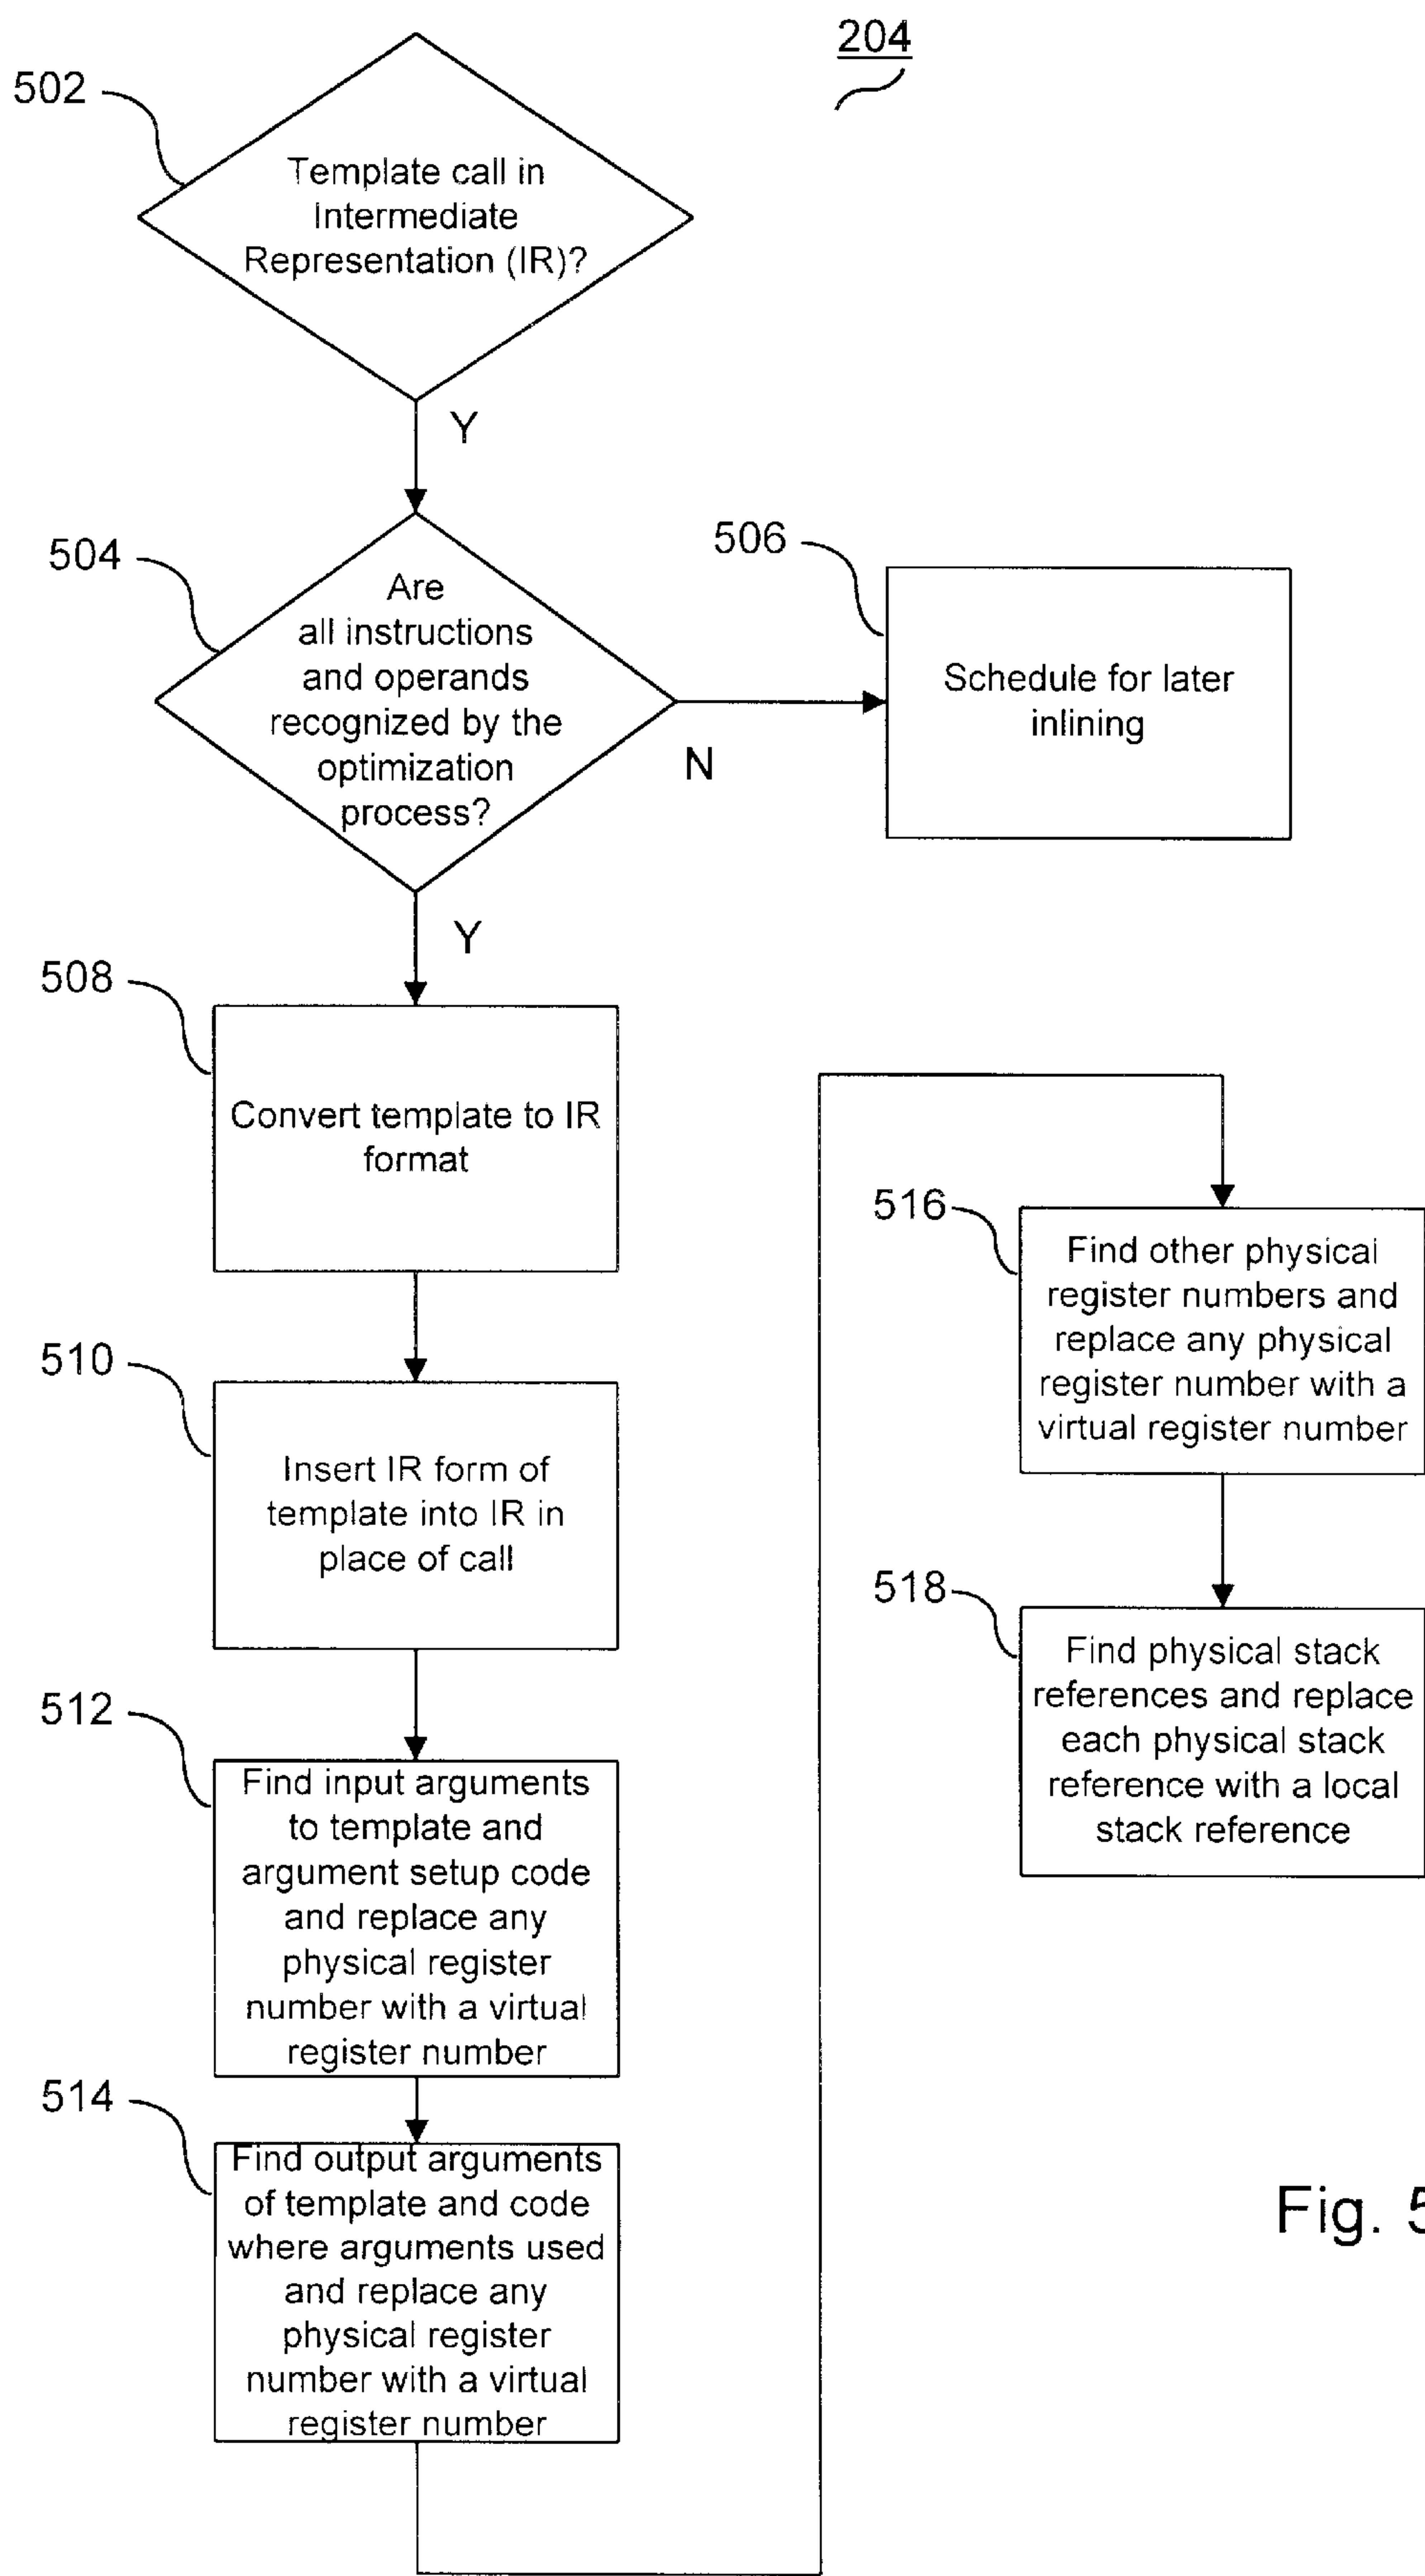 204
502
Template call in
Intermediate
Representation (IR)?
Y
504
Are
all instructions
and operands
recognized by the
optimization
process?
N
506
Schedule for later
inlining
Y
508
Convert template to IR
format
510
Insert IR form of
template into IR in
place of call
512
Find input arguments
to template and
argument setup code
and replace any
physical register
number with a virtual
register number
514
Find output arguments
of template and code
where arguments used
and replace any
physical register
number with a virtual
register number
516
Find other physical
register numbers and
replace any physical
register number with a
virtual register number
518
Find physical stack
references and replace
each physical stack
reference with a local
stack reference
Fig. 5